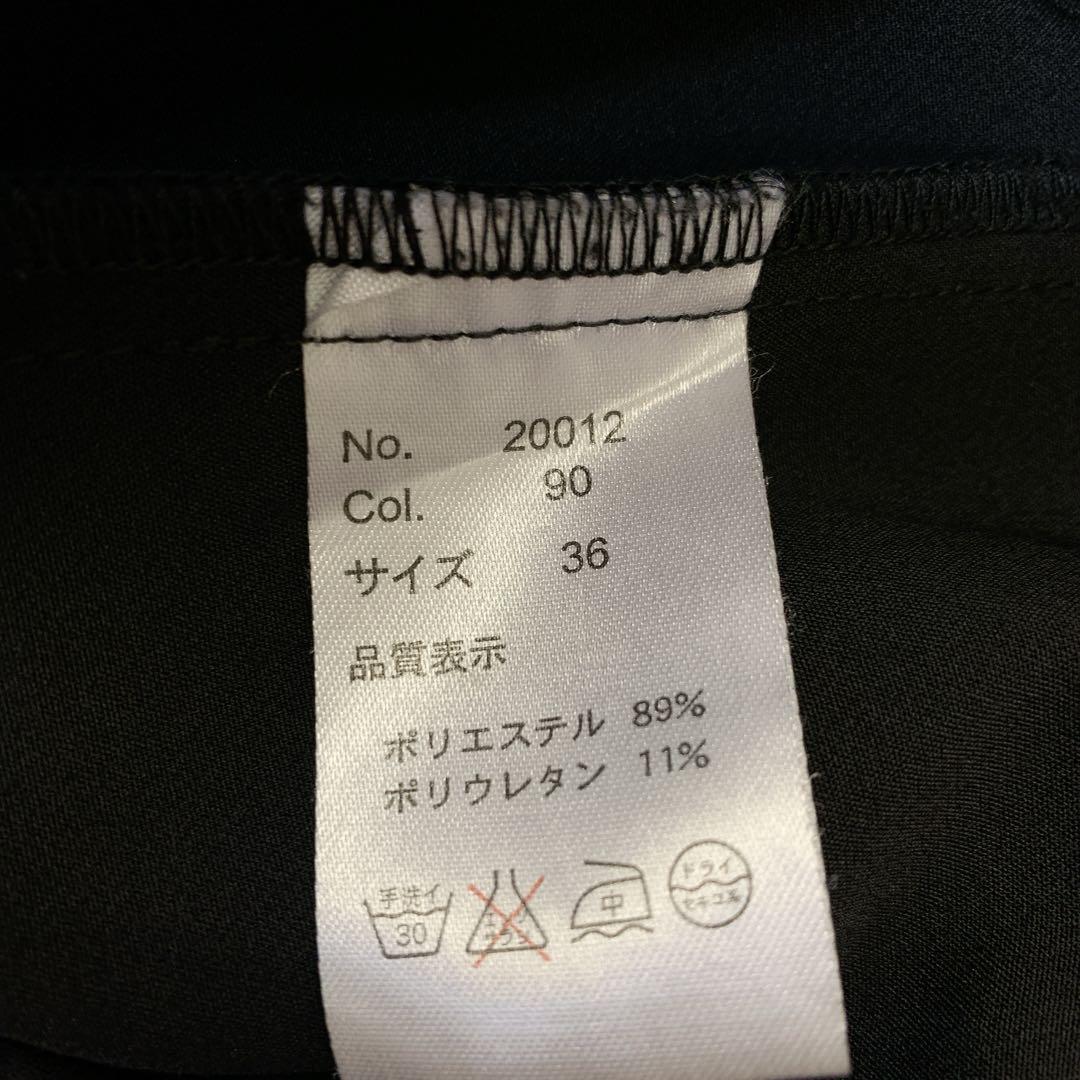 No. 20012
Col. 90
サイズ 36
品質表示
ポリエステル 89%
ポリウレタン 11%
手洗イ
30
中
ドライ
セキユ系